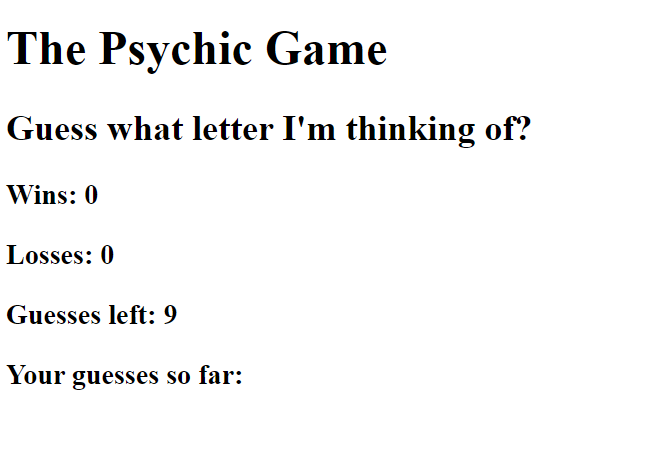 The Psychic Game
Guess what letter I'm thinking of?
Wins: 0
Losses: 0
Guesses left: 9
Your guesses so far: